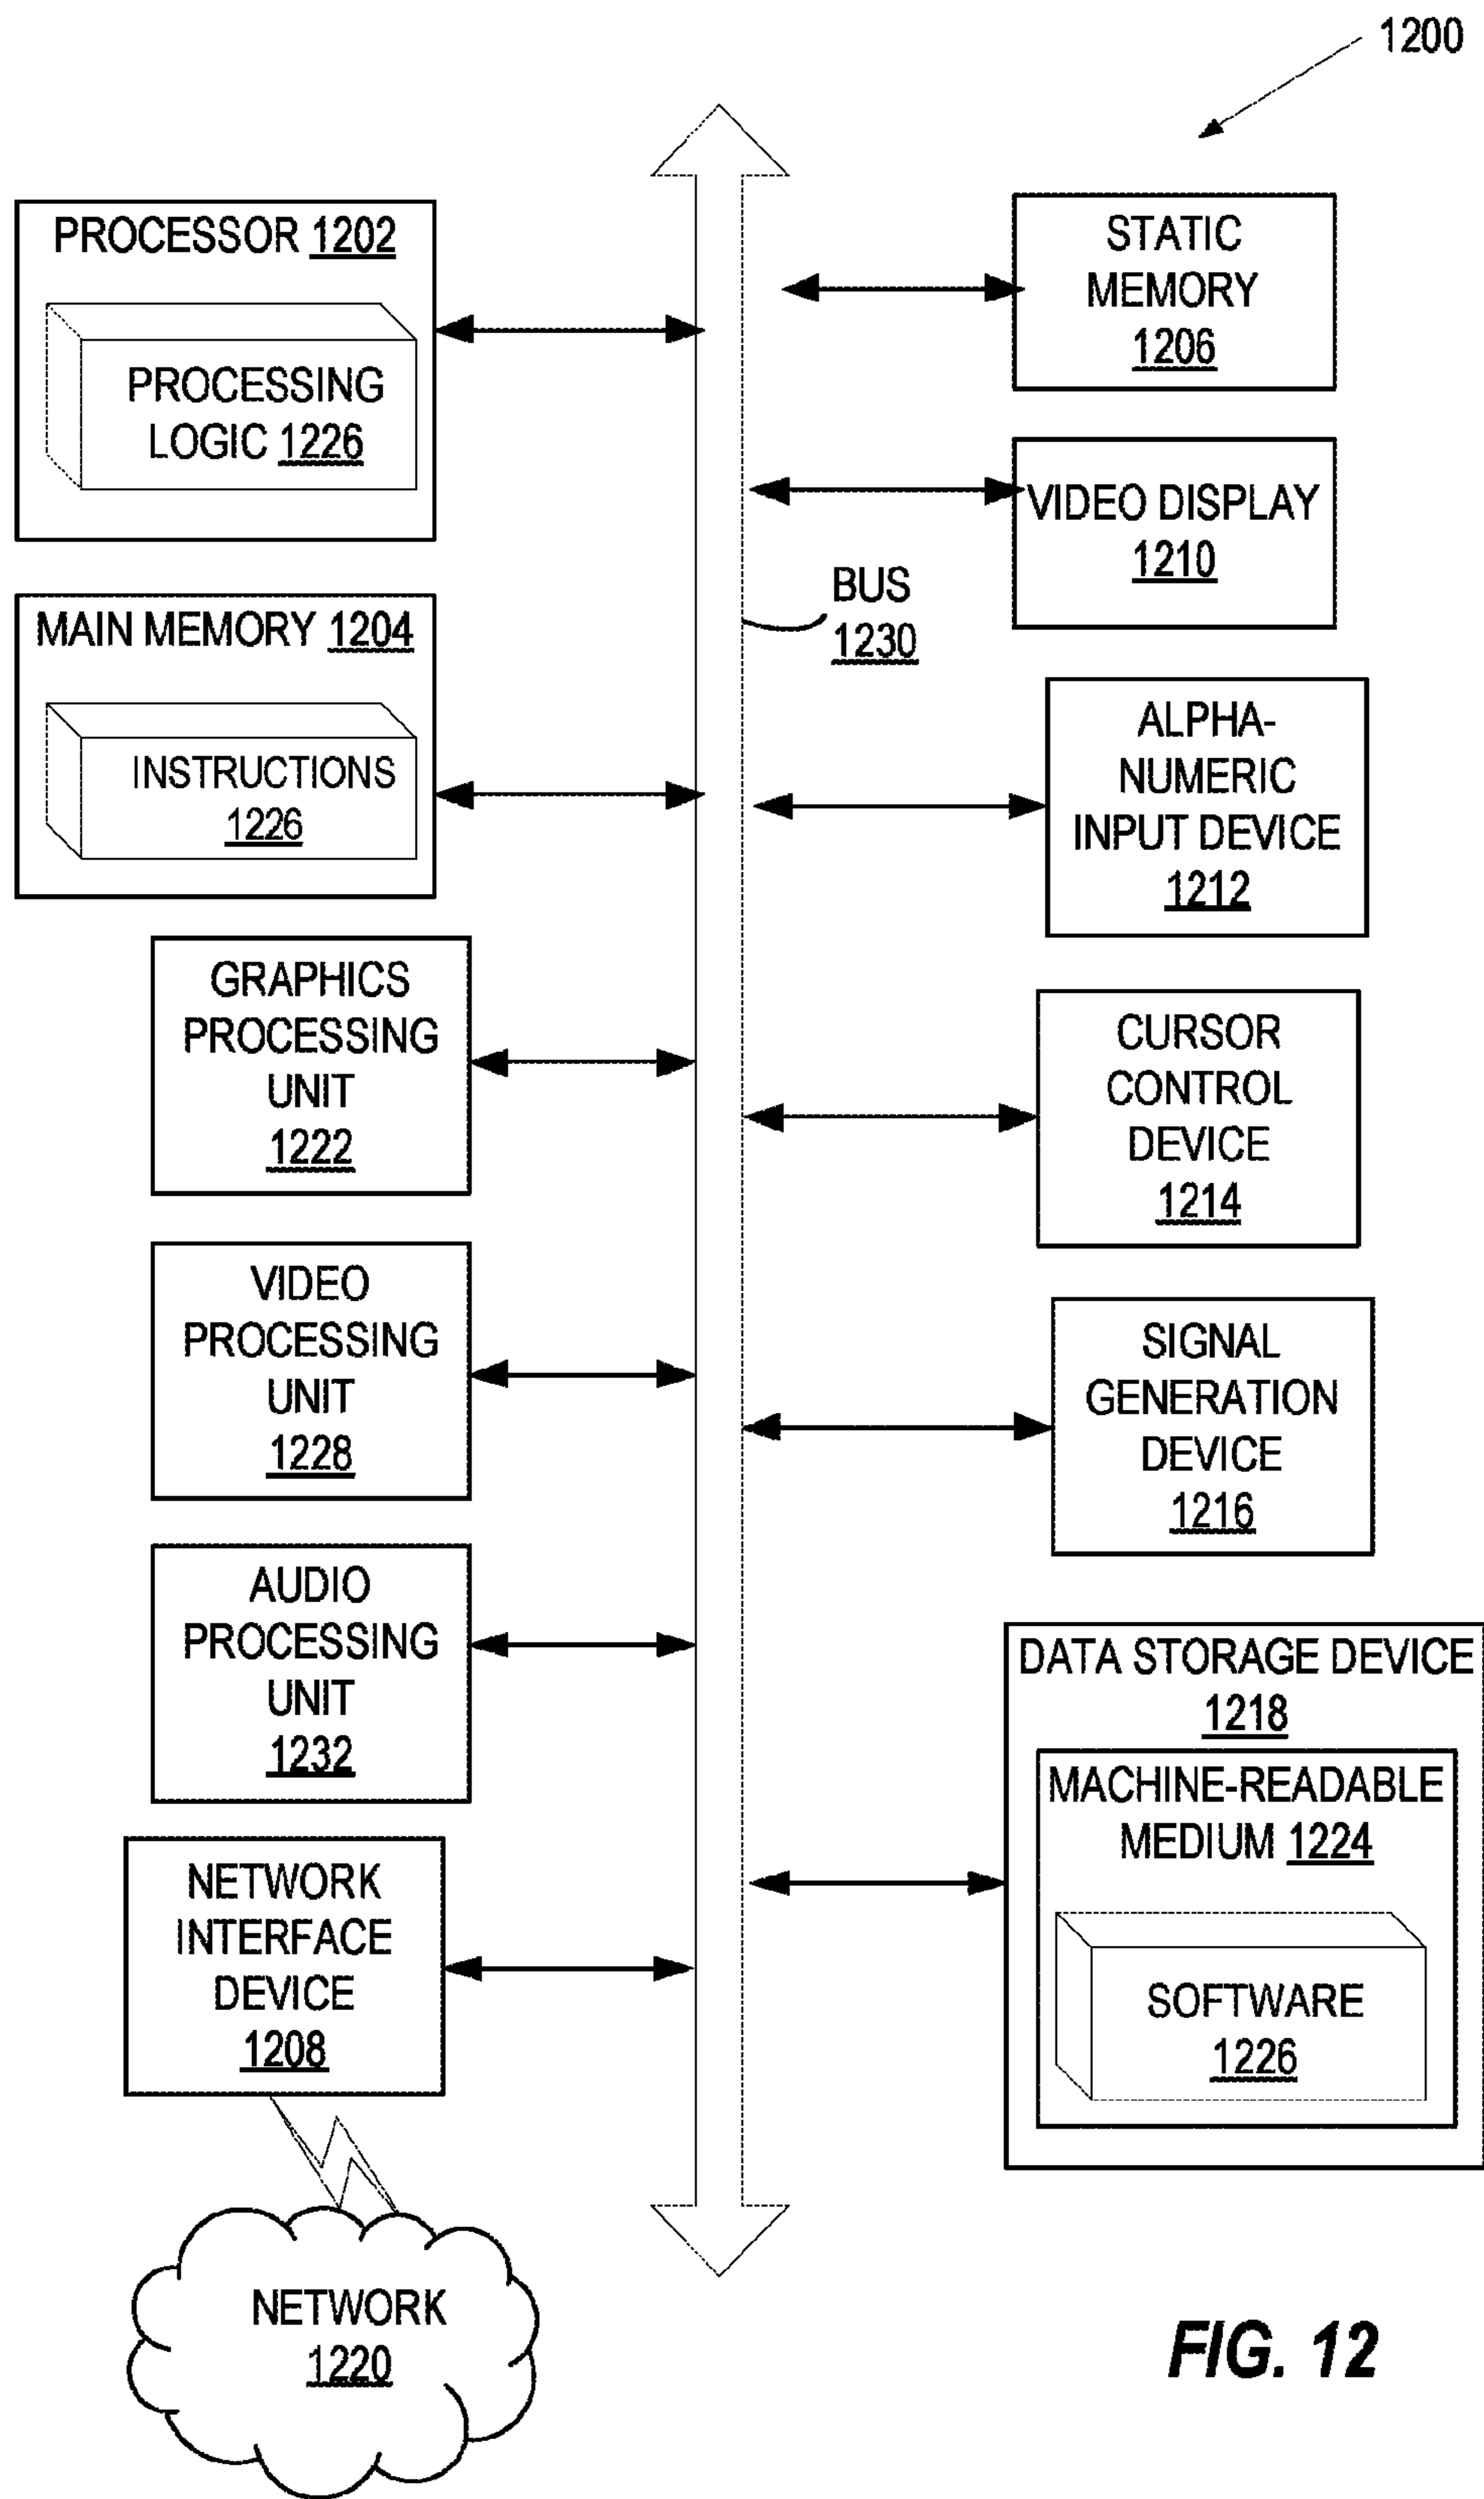 1200
PROCESSOR 1202
PROCESSING
LOGIC 1226
MAIN MEMORY 1204
INSTRUCTIONS
1226
GRAPHICS
PROCESSING
UNIT
1222
VIDEO
PROCESSING
UNIT
1228
AUDIO
PROCESSING
UNIT
1232
NETWORK
INTERFACE
DEVICE
1208
NETWORK
1220
BUS
1230
STATIC
MEMORY
1206
VIDEO DISPLAY
1210
ALPHA-
NUMERIC
INPUT DEVICE
1212
CURSOR
CONTROL
DEVICE
1214
SIGNAL
GENERATION
DEVICE
1216
DATA STORAGE DEVICE
1218
MACHINE-READABLE
MEDIUM 1224
SOFTWARE
1226
FIG. 12